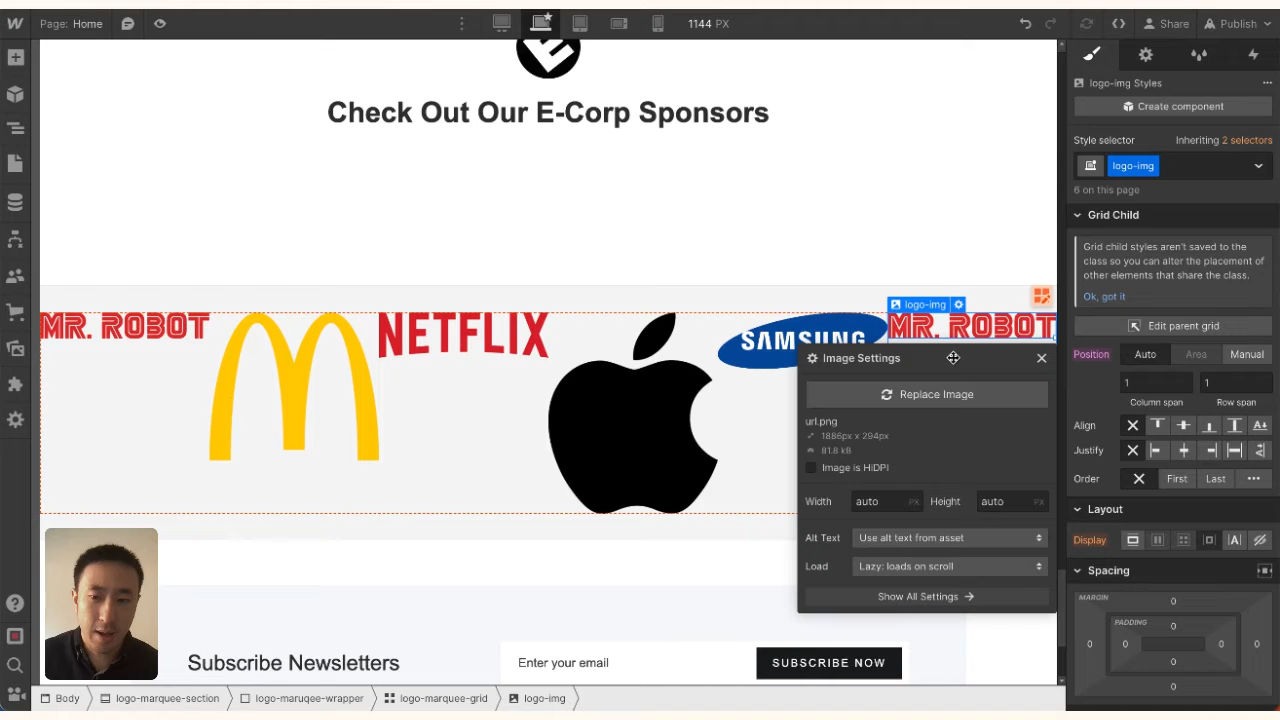 Page: Home
1144 PX
Share
Publish
Check Out Our E-Corp Sponsors
MR. ROBOT
NETFLIX
SAMSUNG
logo-img
MR. ROBOT
Image Settings
Replace Image
url.png
1886px x 294px
81.8 kB
Image is HiDPI
Width
auto
PX
Height
auto
PX
Alt Text
Use alt text from asset
Load
Lazy: loads on scroll
Show All Settings
Subscribe Newsletters
Enter your email
SUBSCRIBE NOW
Body
logo-marquee-section
logo-maruqee-wrapper
logo-marquee-grid
logo-img
logo-img Styles
Create component
Style selector
Inheriting 2 selectors
logo-img
6 on this page
Grid Child
Grid child styles aren't saved to the
class so you can alter the placement of
other elements that share the class.
Ok, got it
Edit parent grid
Position
Auto
Area
Manual
1
1
Column span
Row span
Align
Justify
Order
First
Last
Layout
Display
Spacing
MARGIN
0
PADDING
0
0
0
0
0
0
0